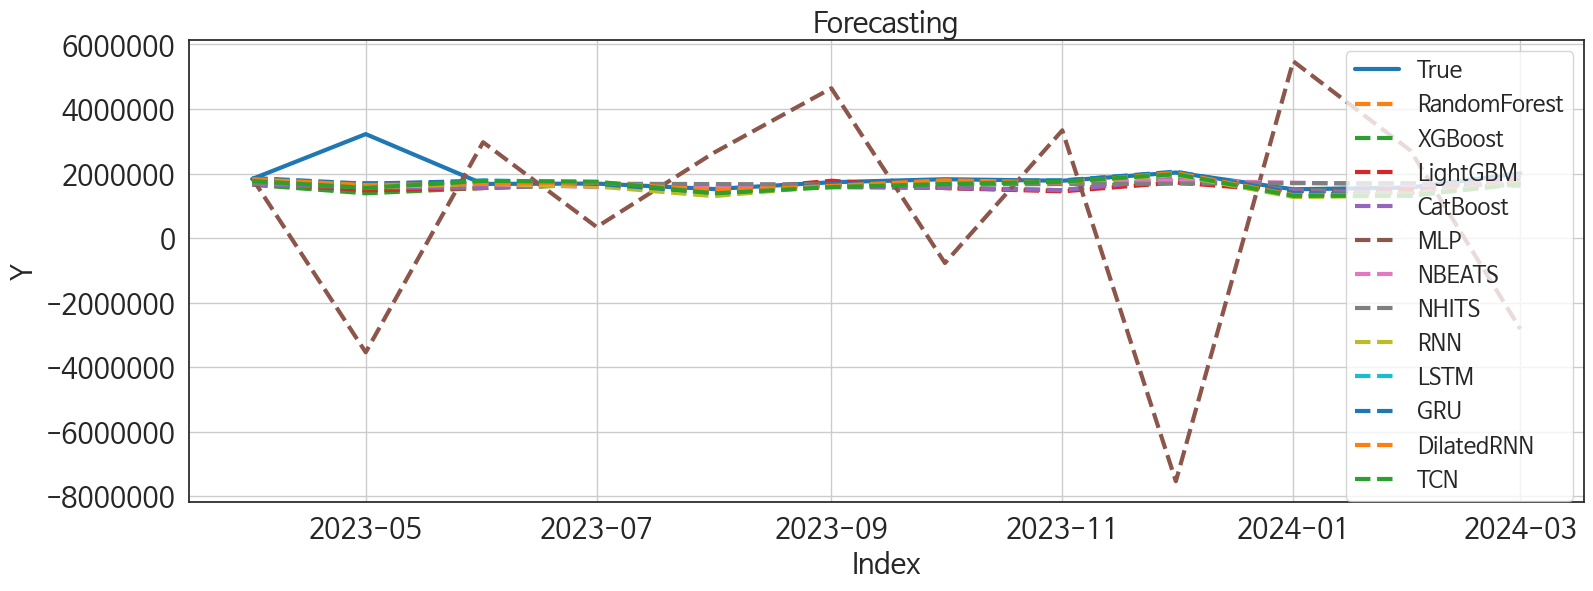 Forecasting
6000000
4000000
2000000
0
−2000000
−4000000
−6000000
−8000000
Y
2023−05
2023−07
2023−09
2023−11
2024−01
2024−03
Index
True
RandomForest
XGBoost
LightGBM
CatBoost
MLP
NBEATS
NHITS
RNN
LSTM
GRU
DilatedRNN
TCN